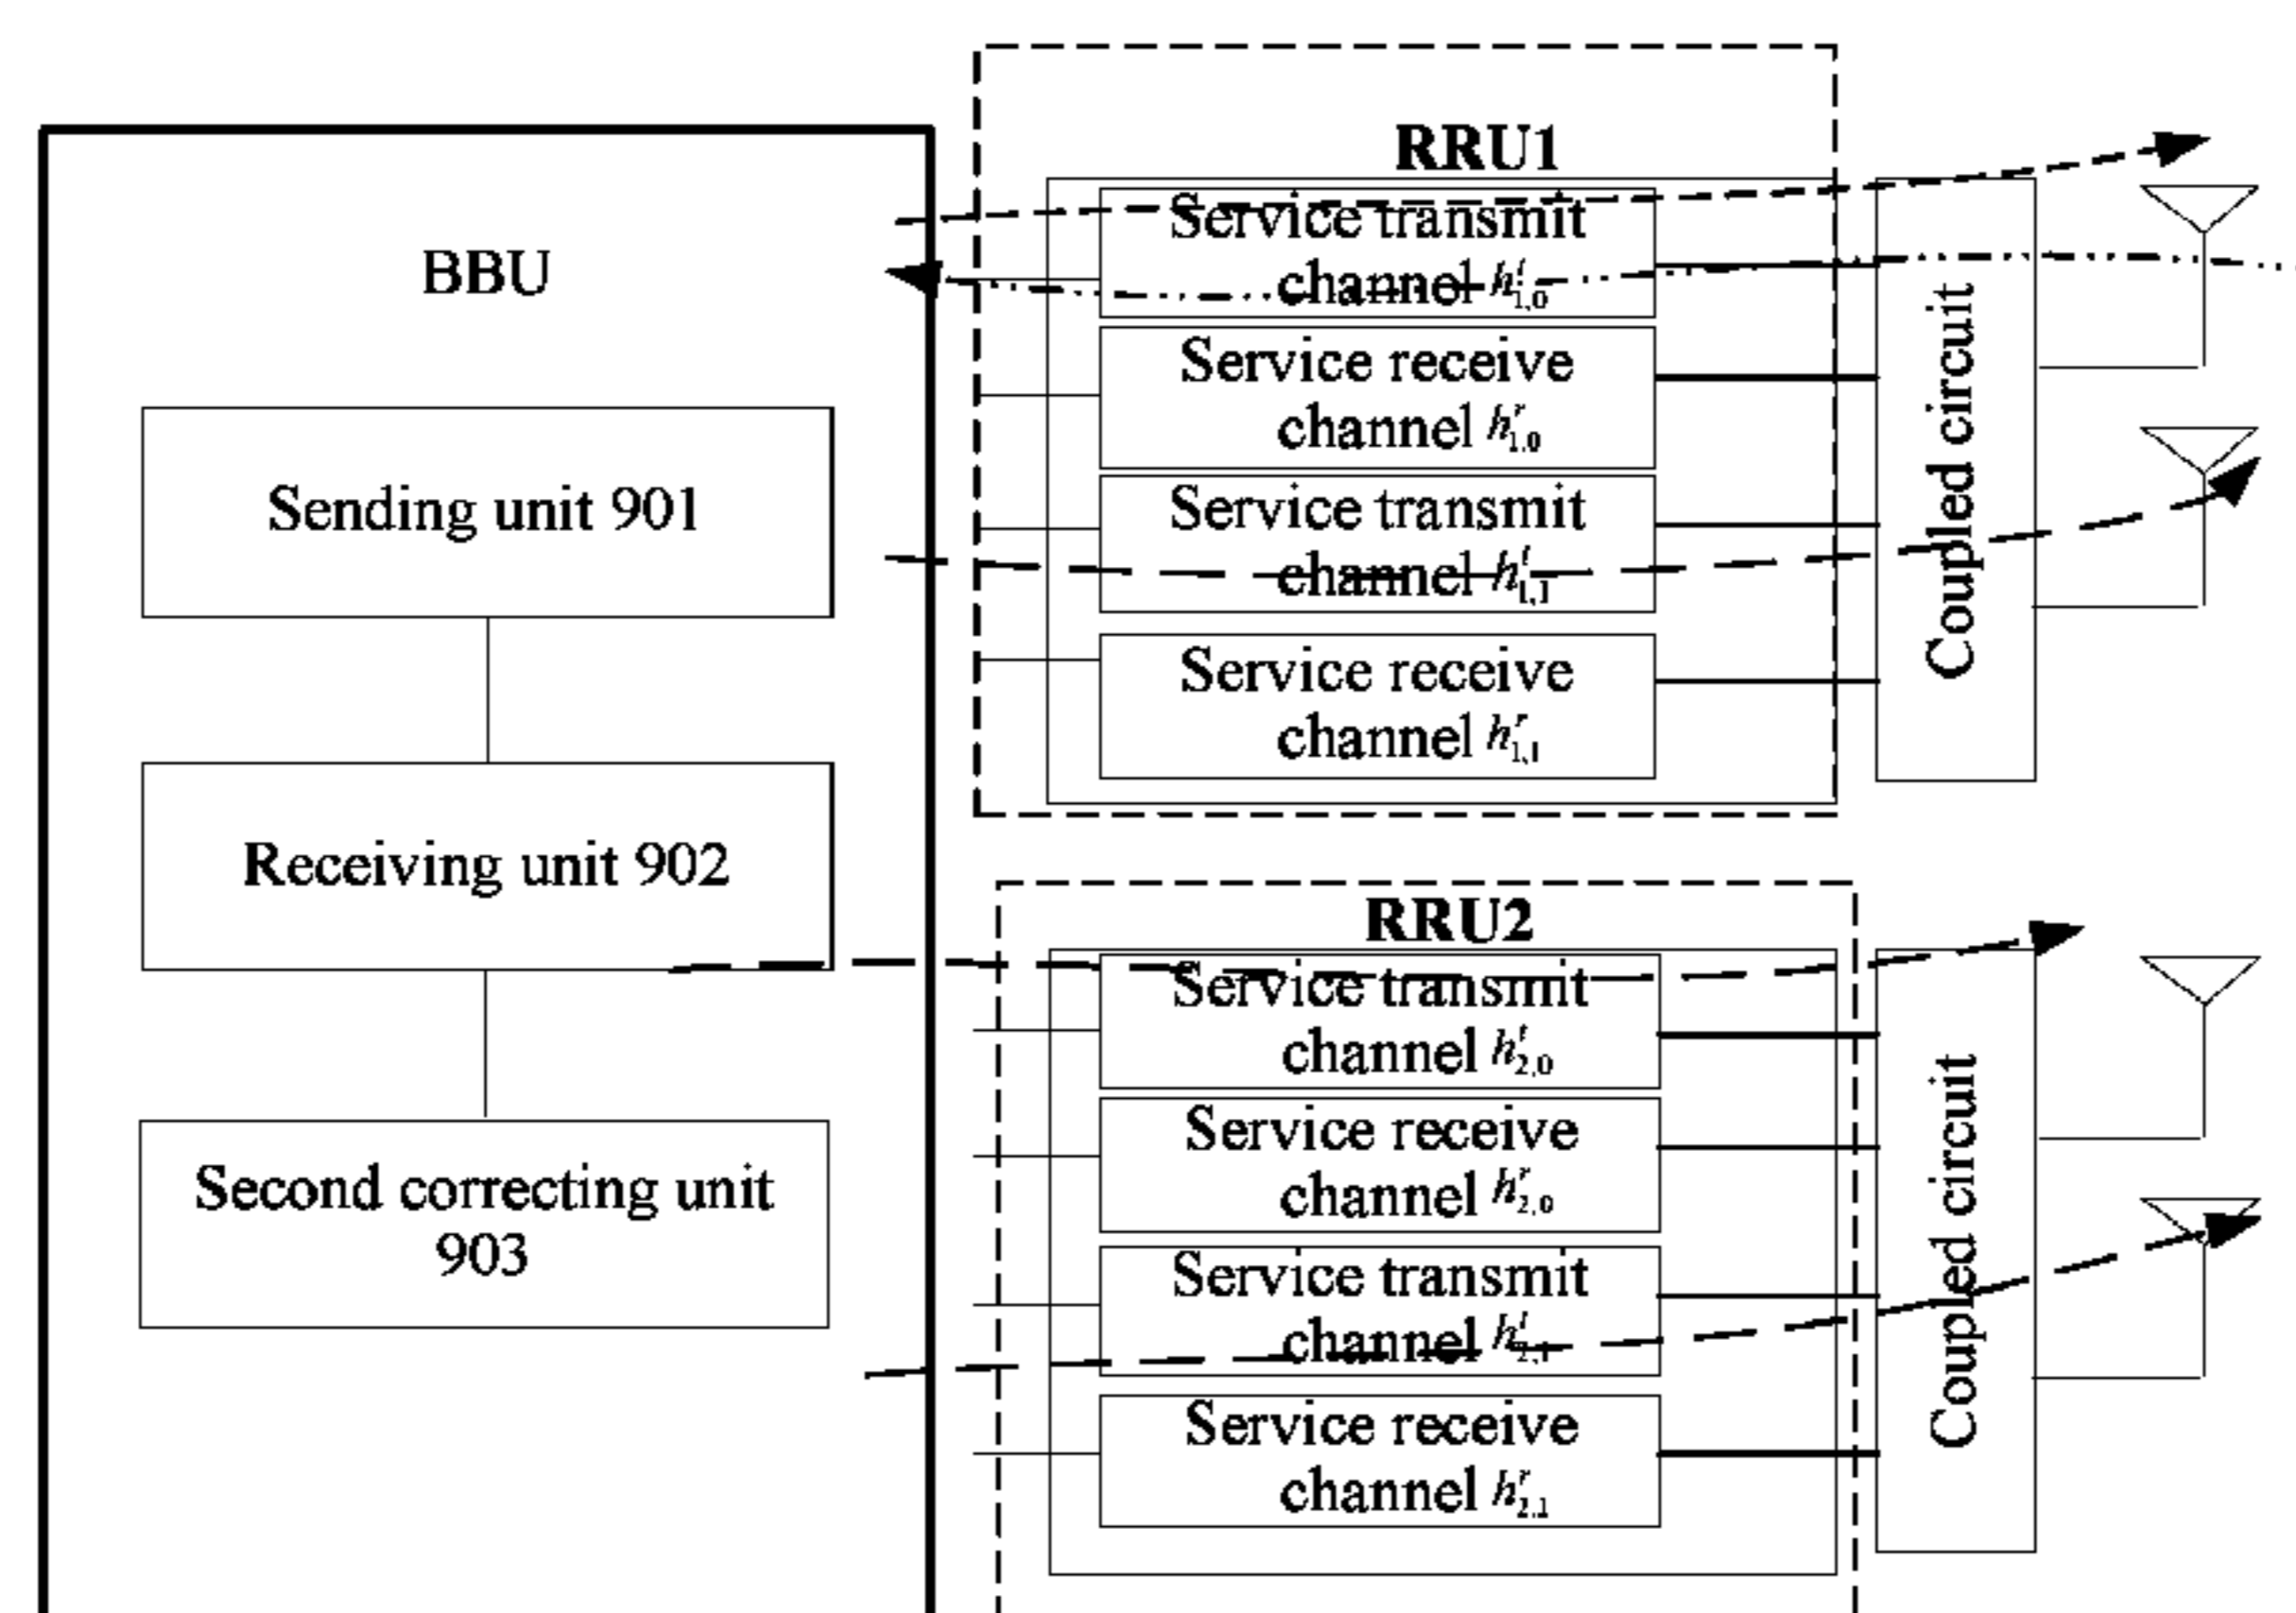 BBU
Sending unit 901
Receiving unit 902
Second correcting unit
903
RRU1
Service transmit
channel h^t_{1,0}
Service receive
channel h^r_{1,0}
Service transmit
channel h^t_{1,1}
Service receive
channel h^r_{1,1}
Coupled circuit
RRU2
Service transmit
channel h^t_{2,0}
Service receive
channel h^r_{2,0}
Service transmit
channel h^t_{2,1}
Service receive
channel h^r_{2,1}
Coupled circuit